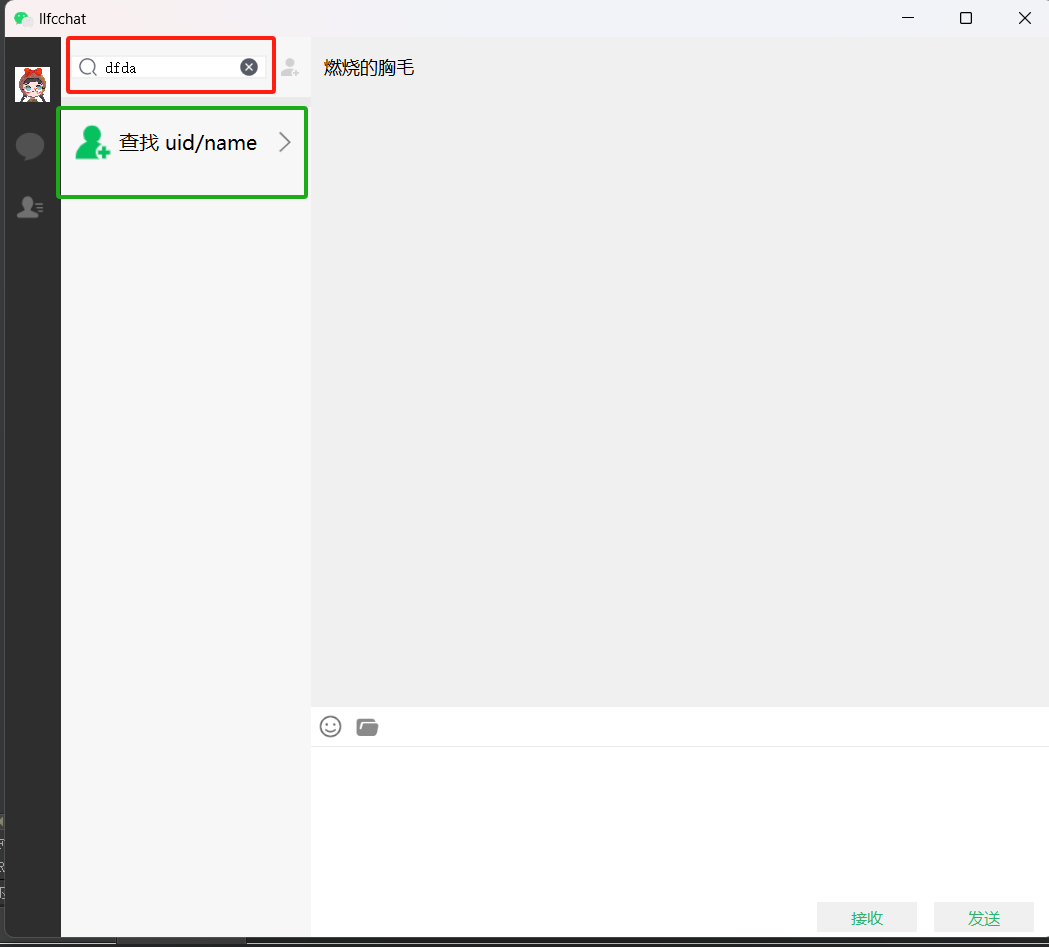 llfcchat
dfda
燃烧的胸毛
查找 uid/name
接收
发送